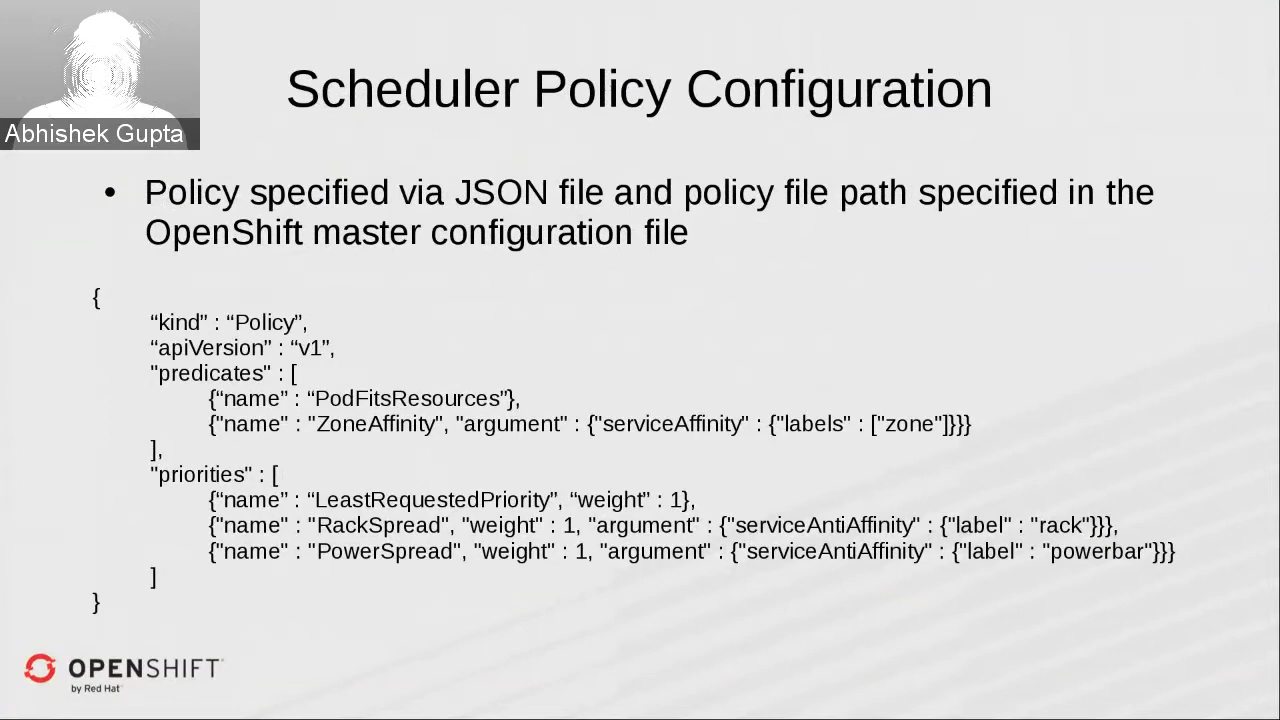 Abhishek Gupta
Scheduler Policy Configuration
• Policy specified via JSON file and policy file path specified in the
OpenShift master configuration file
{
“kind” : “Policy”,
“apiVersion” : “v1”,
"predicates" : [
{“name” : “PodFitsResources”},
{"name" : "ZoneAffinity", "argument" : {"serviceAffinity" : {"labels" : ["zone"]}}}
],
"priorities" : [
{“name” : “LeastRequestedPriority”, “weight” : 1},
{"name" : "RackSpread", "weight" : 1, "argument" : {"serviceAntiAffinity" : {"label" : "rack"}}},
{"name" : "PowerSpread", "weight" : 1, "argument" : {"serviceAntiAffinity" : {"label" : "powerbar"}}}
]
}
OPENSHIFT
by Red Hat